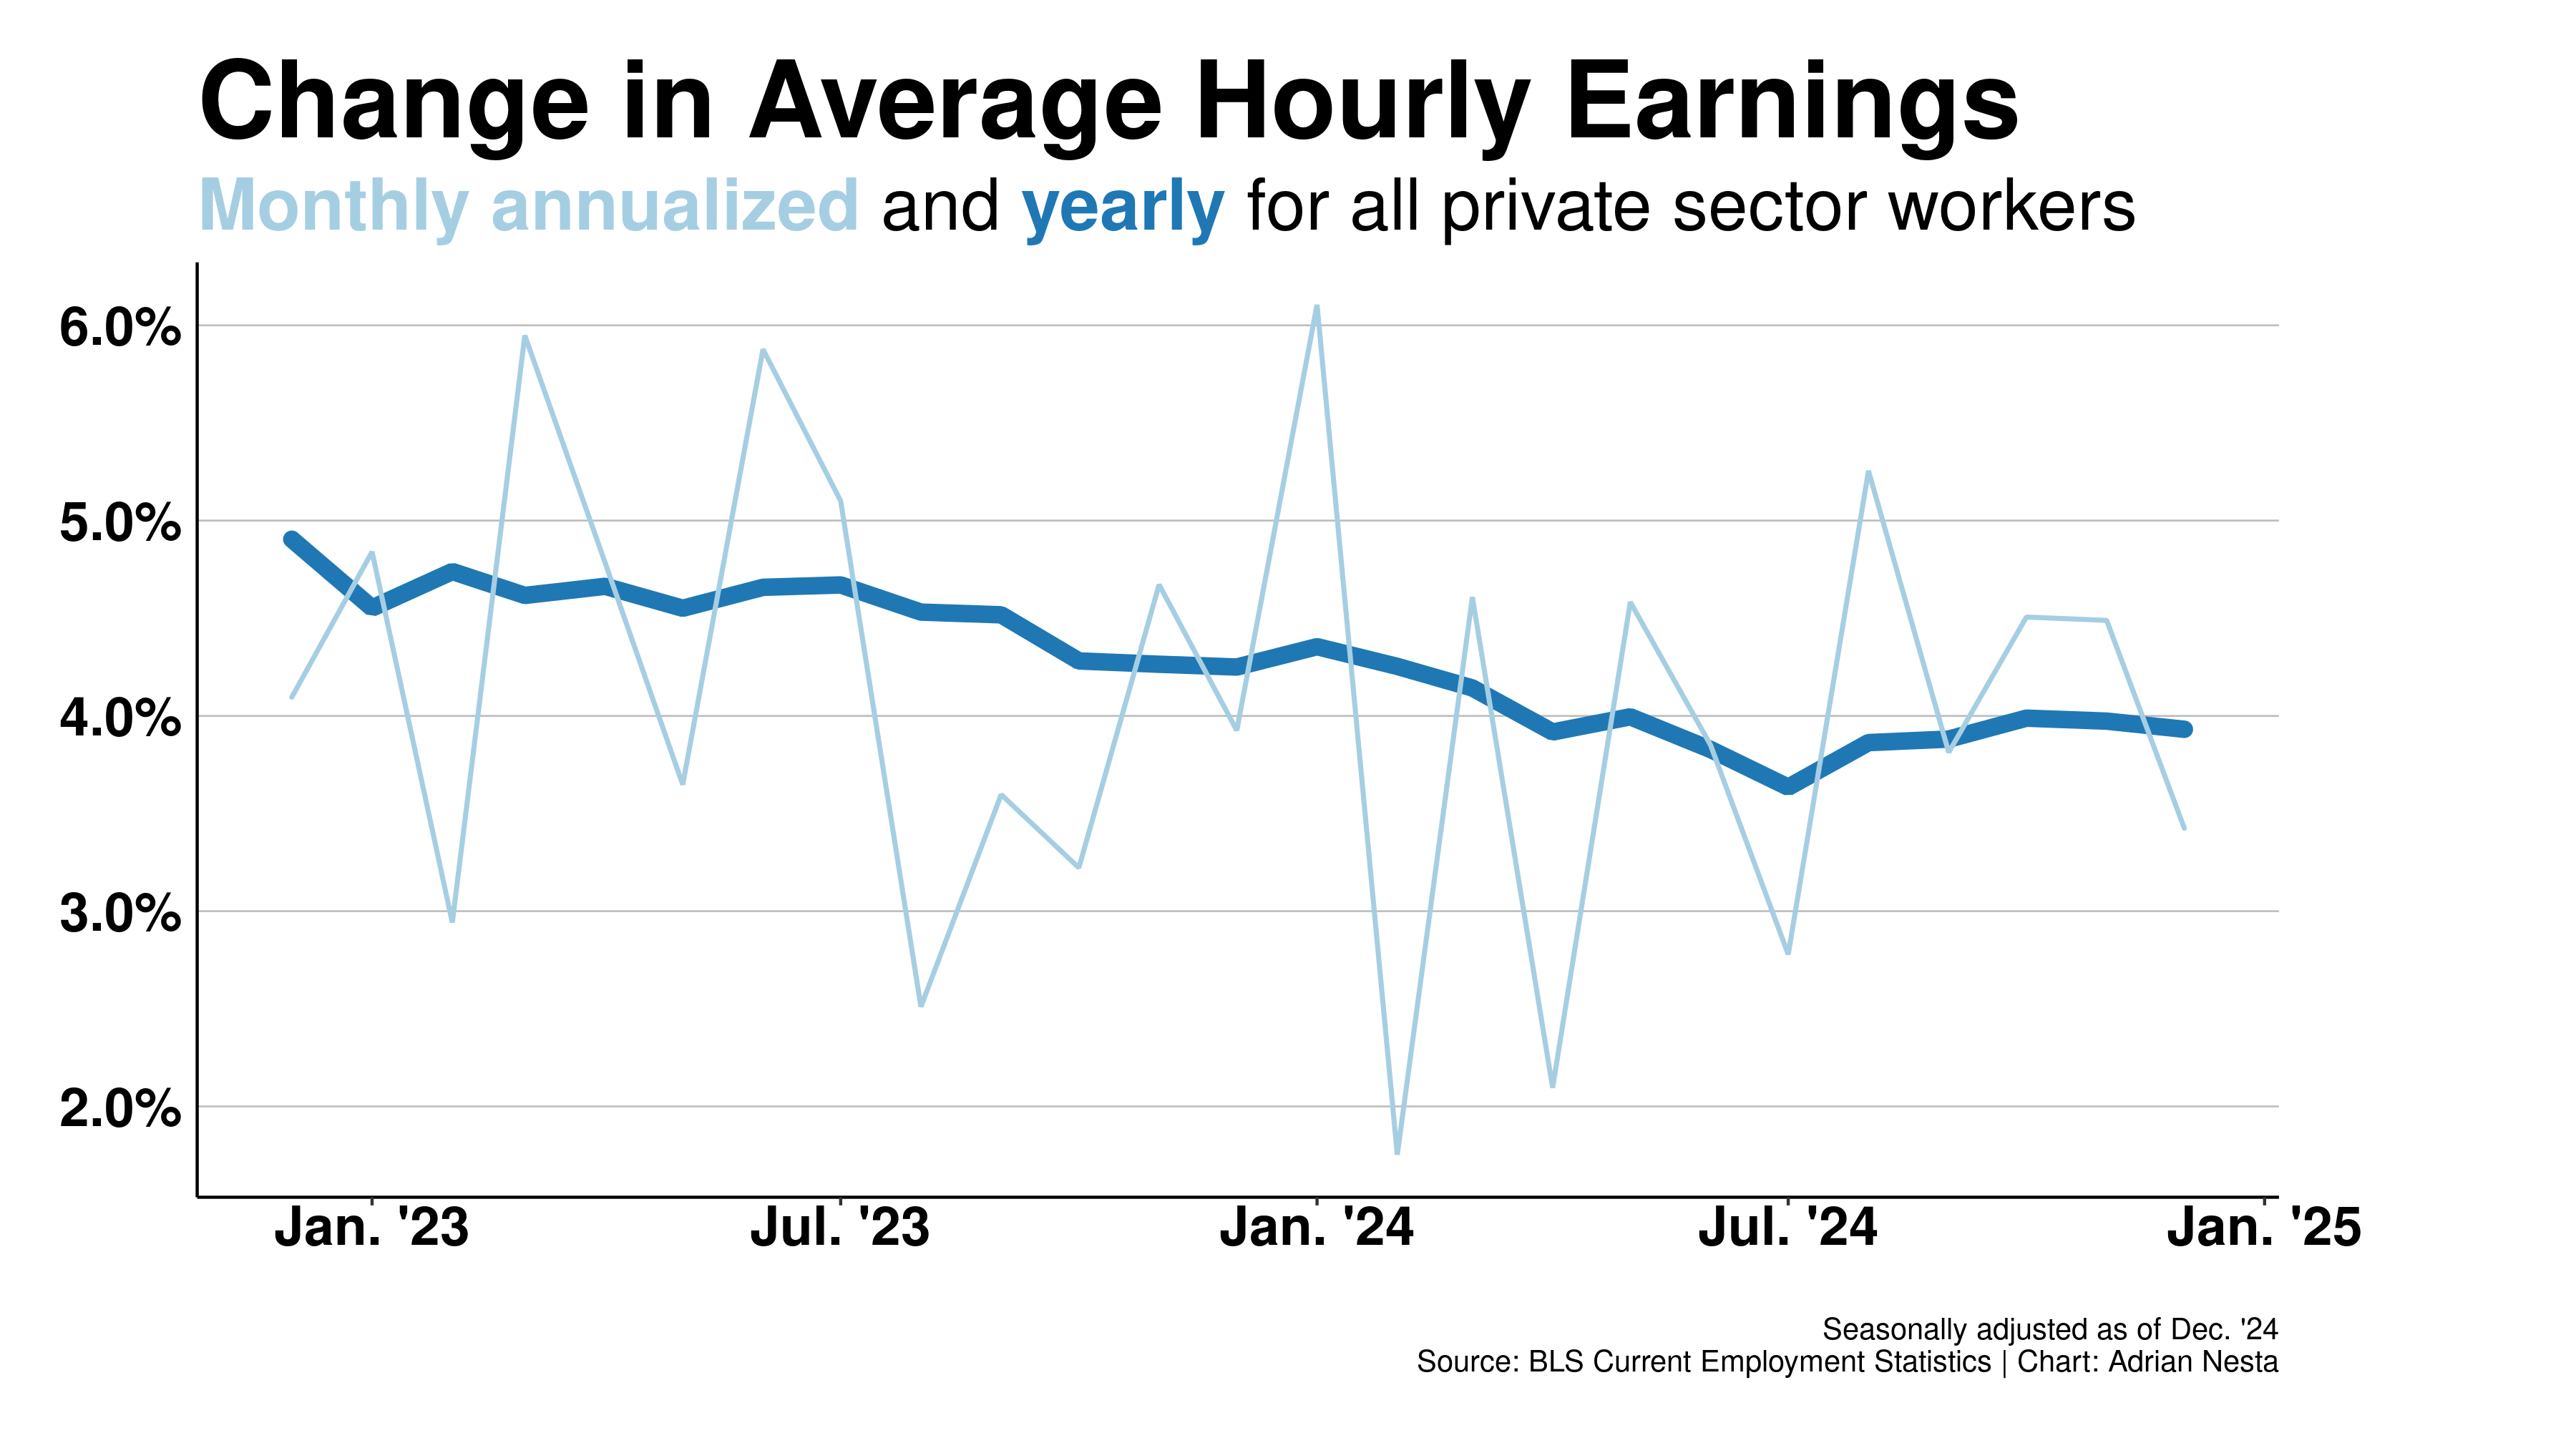 Change in Average Hourly Earnings
Monthly annualized and yearly for all private sector workers
6.0%
5.0%
4.0%
3.0%
2.0%
Jan. '23 Jul. '23 Jan. '24 Jul. '24 Jan. '25
Seasonally adjusted as of Dec. '24
Source: BLS Current Employment Statistics | Chart: Adrian Nesta